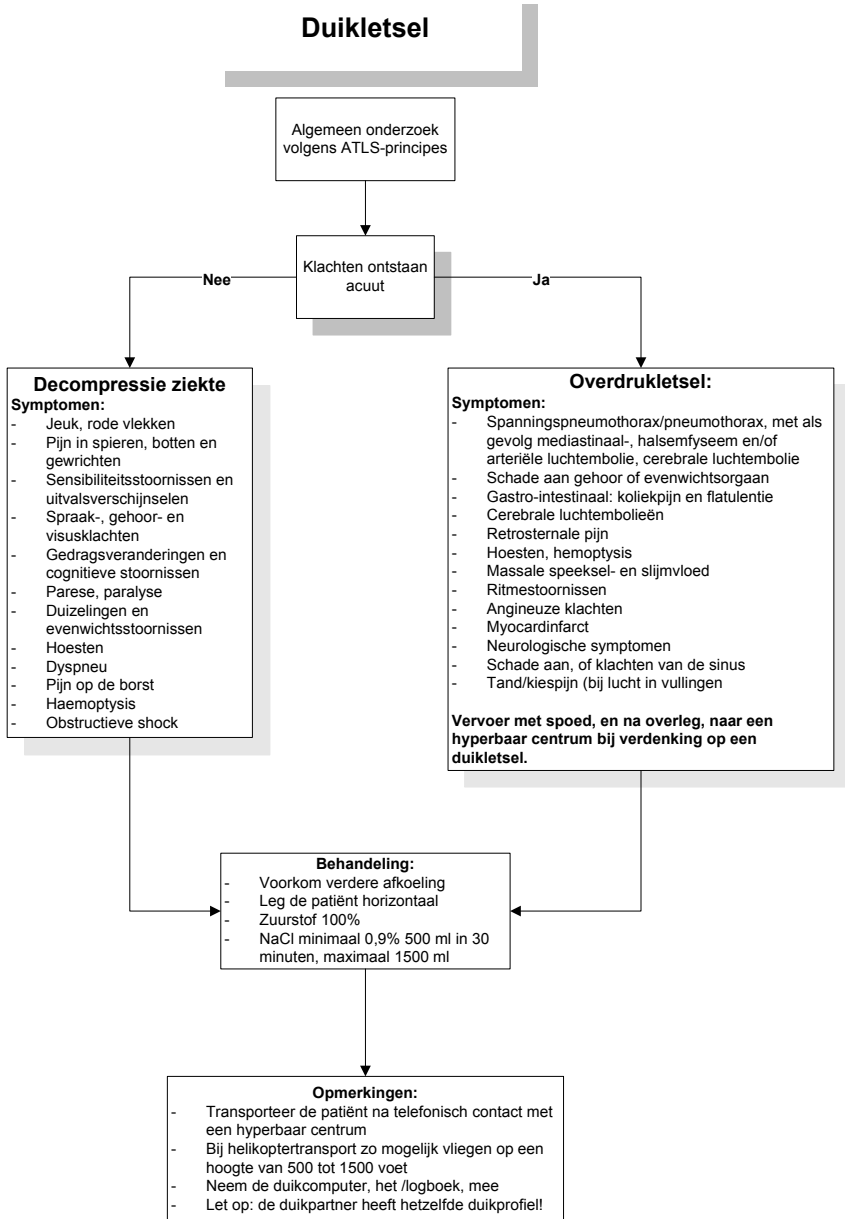 Duikletsel
Algemeen onderzoek
volgens ATLS-principes
Klachten ontstaan
acuut
Nee
Ja
Decompressie ziekte
Symptomen:
- Jeuk, rode vlekken
- Pijn in spieren, botten en
gewrichten
- Sensibiliteitsstoornissen en
uitvalsverschijnselen
- Spraak-, gehoor- en
visusklachten
- Gedragsveranderingen en
cognitieve stoornissen
- Parese, paralyse
- Duizelingen en
evenwichtsstoornissen
- Hoesten
- Dyspneu
- Pijn op de borst
- Haemoptysis
- Obstructieve shock
Overdrukletsel:
Symptomen:
- Spanningspneumothorax/pneumothorax, met als
gevolg mediastinaal-, halsemfyseem en/of
arteriële luchtembolie, cerebrale luchtembolie
- Schade aan gehoor of evenwichtsorgaan
- Gastro-intestinaal: koliekpijn en flatulentie
- Cerebrale luchtembolieën
- Retrosternale pijn
- Hoesten, hemoptysis
- Massale speeksel- en slijmvloed
- Ritmestoornissen
- Angineuze klachten
- Myocardinfarct
- Neurologische symptomen
- Schade aan, of klachten van de sinus
- Tand/kiespijn (bij lucht in vullingen
Vervoer met spoed, en na overleg, naar een
hyperbaar centrum bij verdenking op een
duikletsel.
Behandeling:
- Voorkom verdere afkoeling
- Leg de patiënt horizontaal
- Zuurstof 100%
- NaCl minimaal 0,9% 500 ml in 30
minuten, maximaal 1500 ml
Opmerkingen:
- Transporteer de patiënt na telefonisch contact met
een hyperbaar centrum
- Bij helikoptertransport zo mogelijk vliegen op een
hoogte van 500 tot 1500 voet
- Neem de duikcomputer, het /logboek, mee
- Let op: de duikpartner heeft hetzelfde duikprofiel!